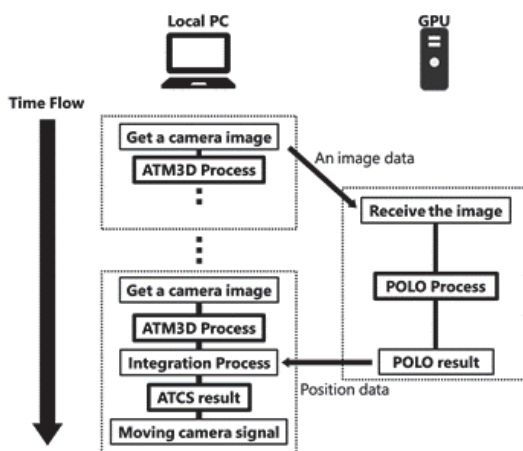 Local PC
GPU
Time Flow
Get a camera image
ATM3D Process
An image data
Receive the image
POLO Process
POLO result
Get a camera image
ATM3D Process
Integration Process
Position data
ATCS result
Moving camera signal